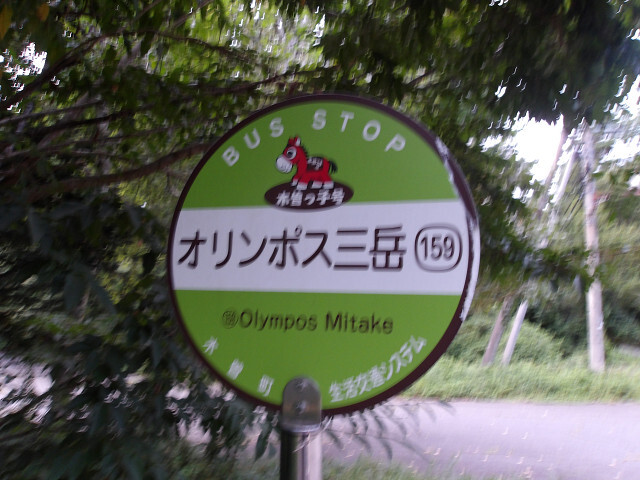 BUS STOP
木曽っ子号
オリンポス三岳 159
Olympos Mitake
木曽町 生活交通システム